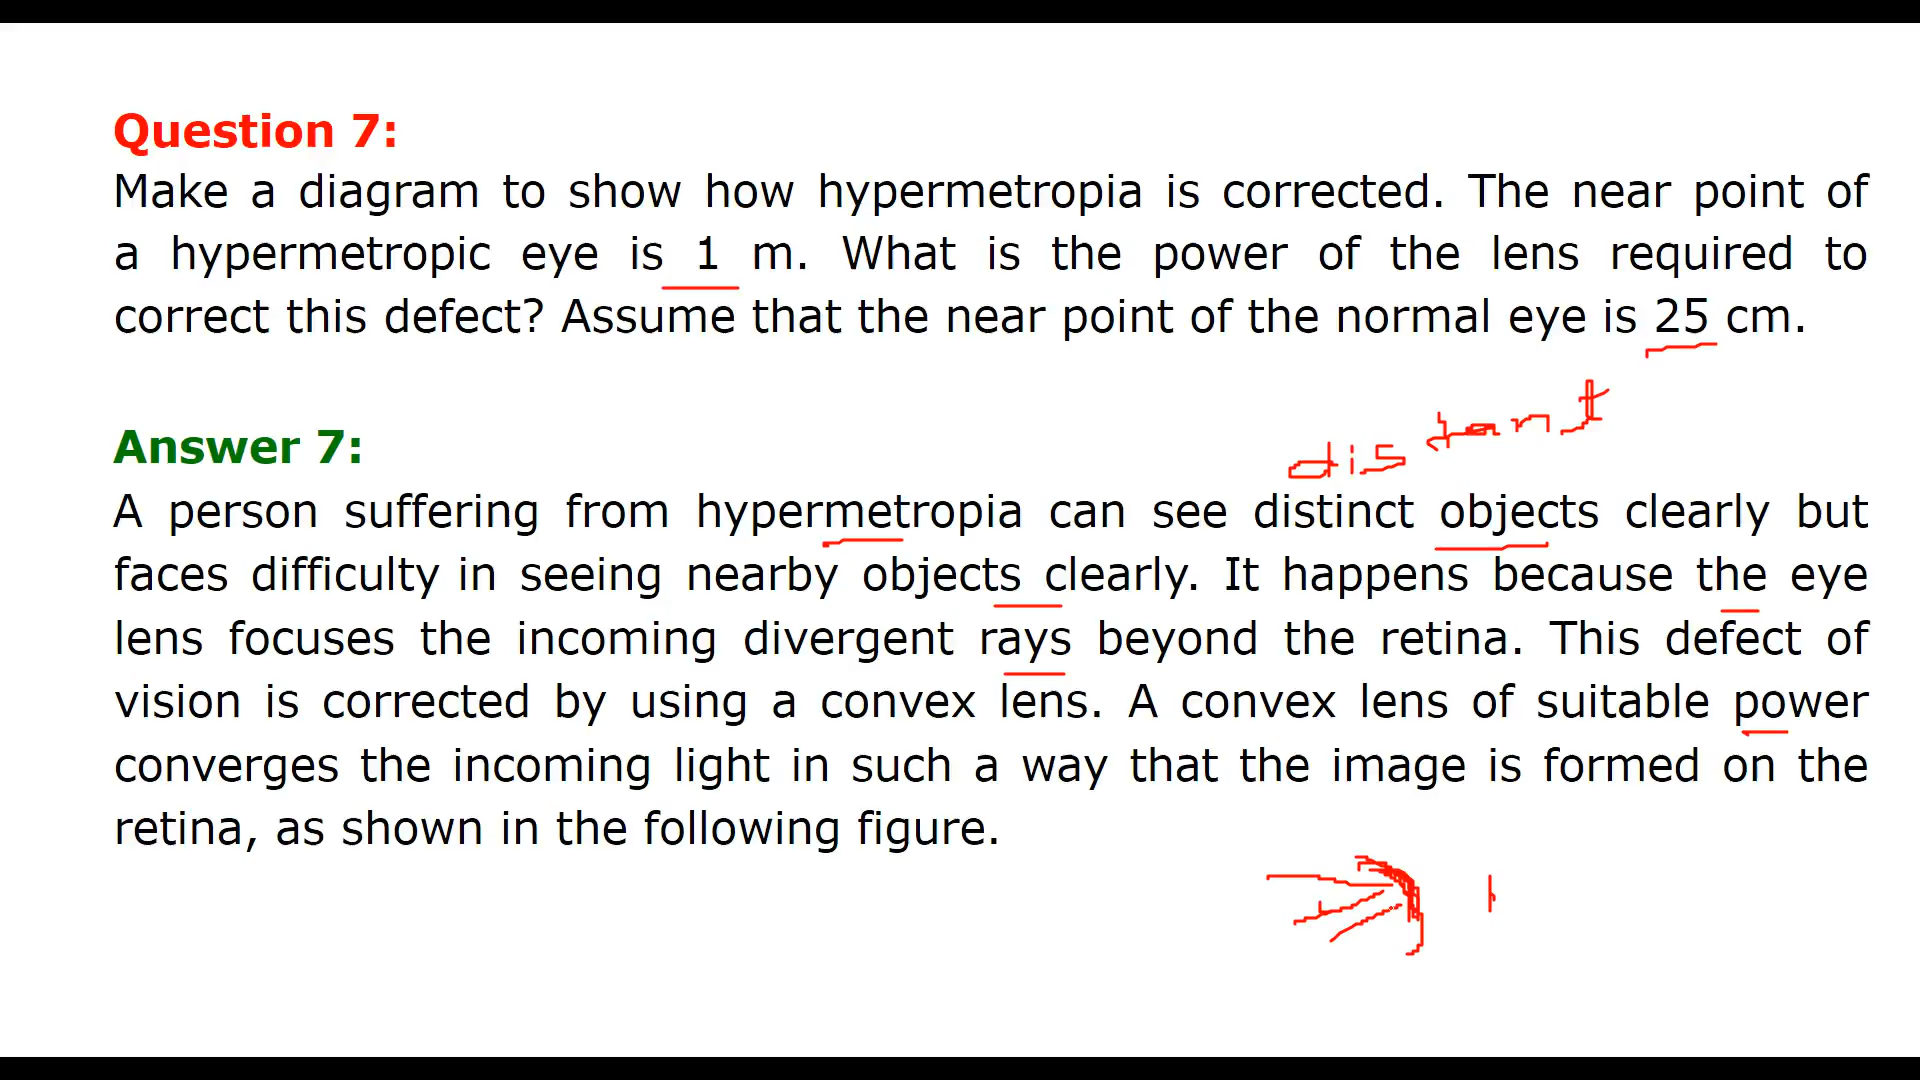 Question 7:
Make a diagram to show how hypermetropia is corrected. The near point of
a hypermetropic eye is 1 m. What is the power of the lens required to
correct this defect? Assume that the near point of the normal eye is 25 cm.
distant
Answer 7:
A person suffering from hypermetropia can see distinct objects clearly but
faces difficulty in seeing nearby objects clearly. It happens because the eye
lens focuses the incoming divergent rays beyond the retina. This defect of
vision is corrected by using a convex lens. A convex lens of suitable power
converges the incoming light in such a way that the image is formed on the
retina, as shown in the following figure.